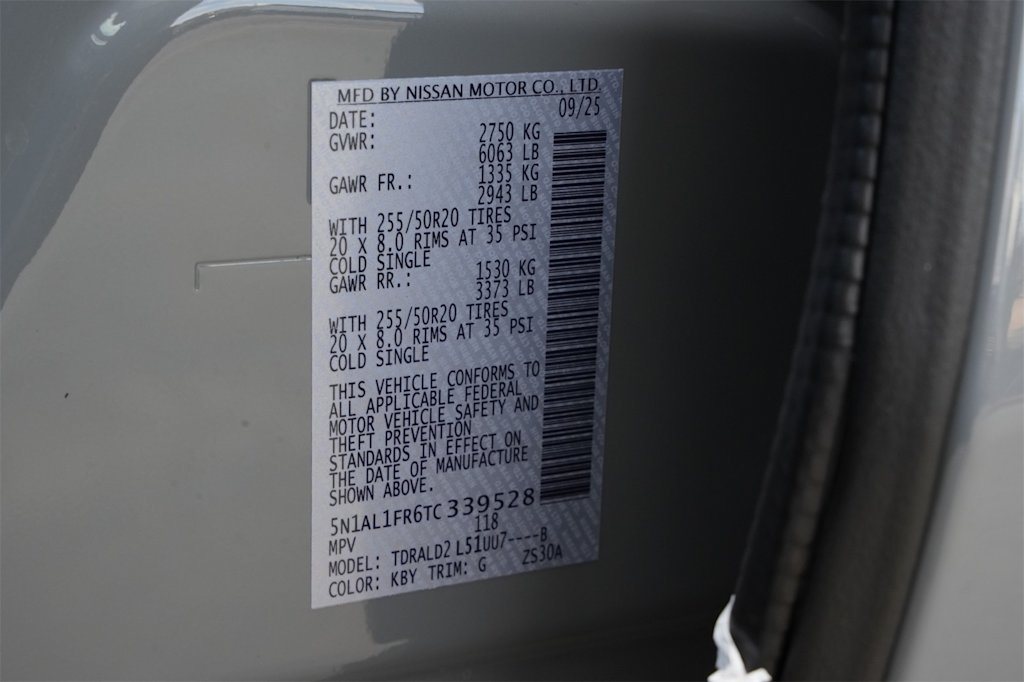 MFD BY NISSAN MOTOR CO., LTD.
DATE: 09/25
GVWR: 2750 KG
6063 LB
GAWR FR.: 1335 KG
2943 LB
WITH 255/50R20 TIRES
20 X 8.0 RIMS AT 35 PSI
COLD SINGLE
GAWR RR.: 1530 KG
3373 LB
WITH 255/50R20 TIRES
20 X 8.0 RIMS AT 35 PSI
COLD SINGLE
THIS VEHICLE CONFORMS TO
ALL APPLICABLE FEDERAL
MOTOR VEHICLE SAFETY AND
THEFT PREVENTION
STANDARDS IN EFFECT ON
THE DATE OF MANUFACTURE
SHOWN ABOVE.
5N1AL1FR6TC339528
MPV 118
MODEL: TDRALD2 L51UU7----B
COLOR: KBY TRIM: G ZS30A